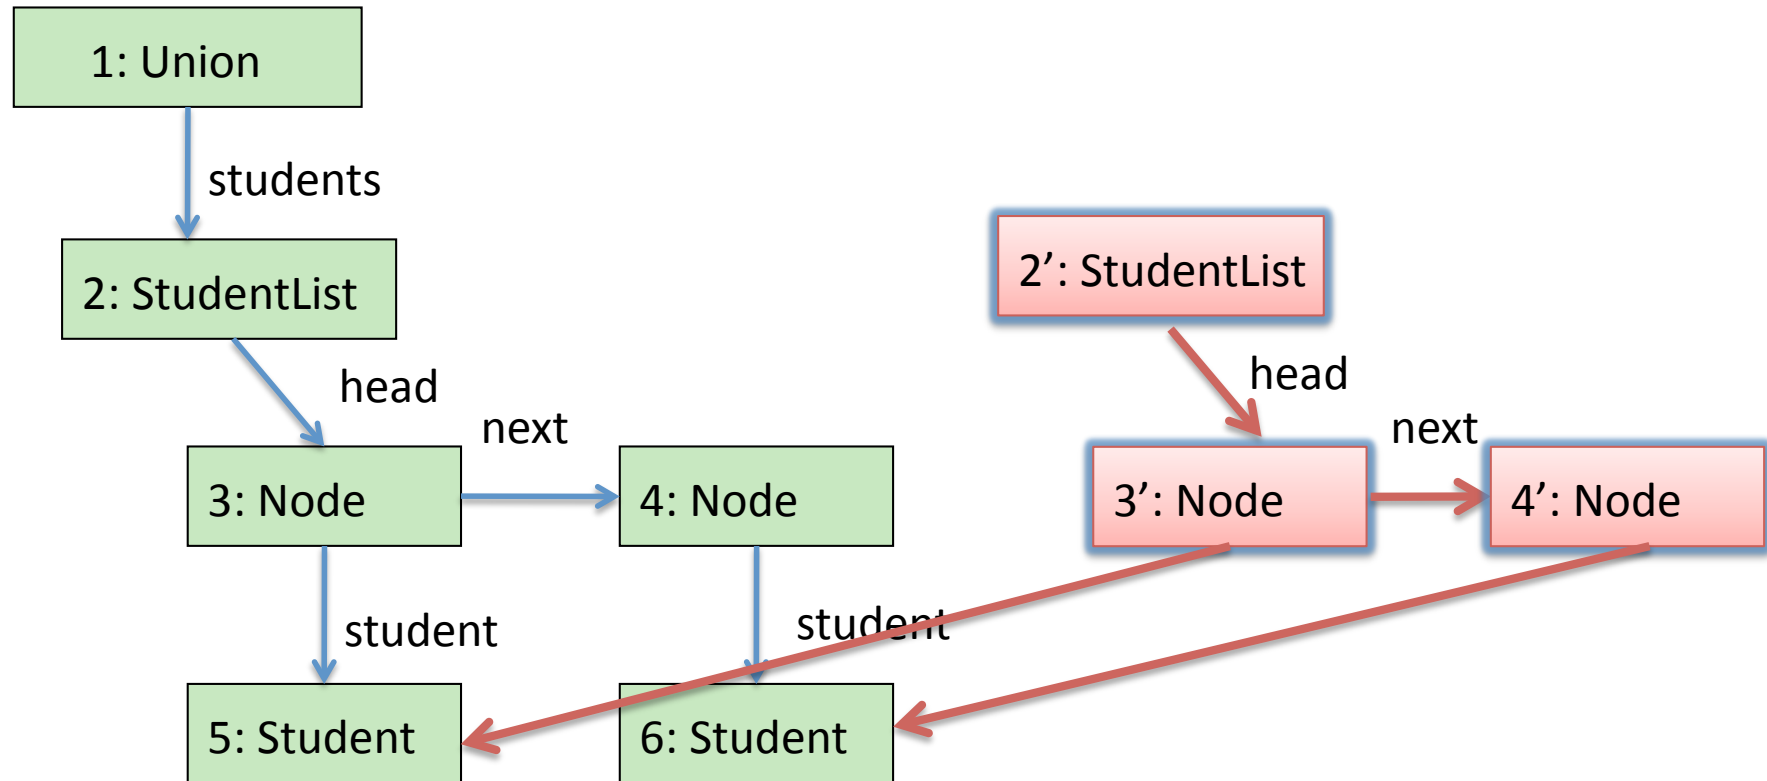 1: Union
students
2: StudentList
2’: StudentList
head
head
next
next
3: Node
4: Node
3’: Node
4’: Node
student
student
5: Student
6: Student